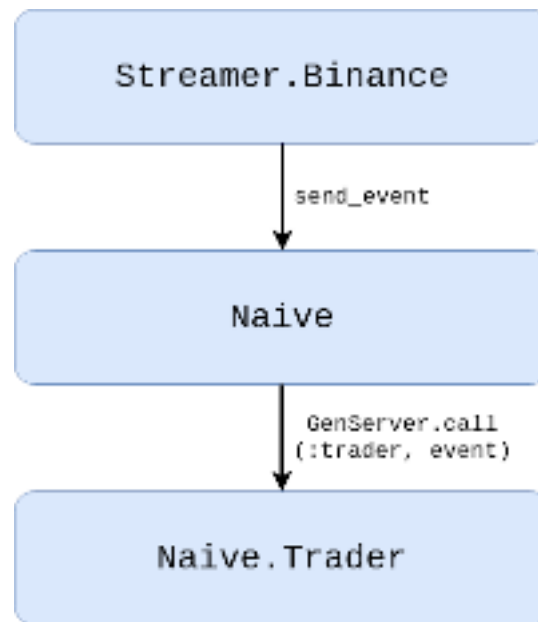 Streamer.Binance
send_event
Naive
GenServer.call
(:trader, event)
Naive.Trader